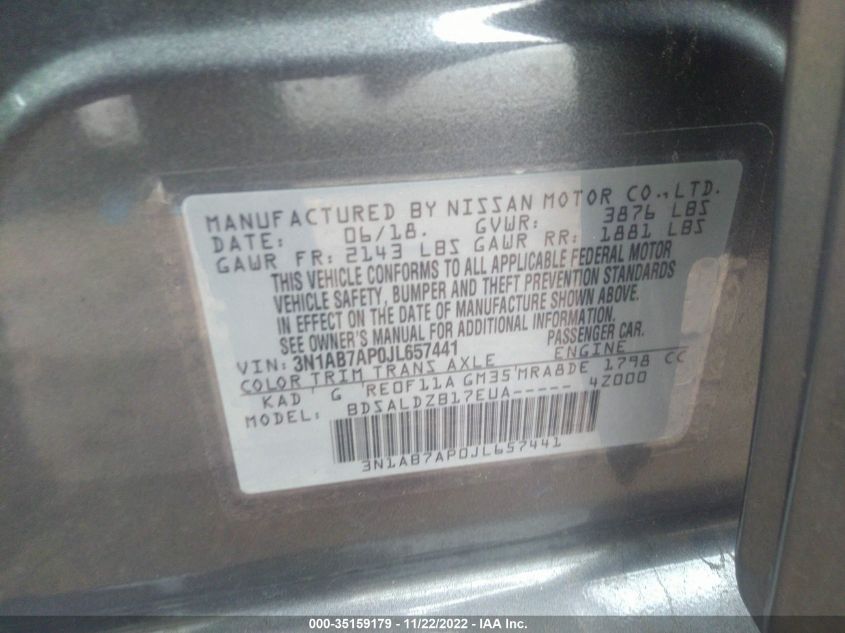 MANUFACTURED BY NISSAN MOTOR CO., LTD.
DATE: 06/18. GVWR: 3876 LBS
GAWR FR: 2143 LBS GAWR RR: 1881 LBS
THIS VEHICLE CONFORMS TO ALL APPLICABLE FEDERAL MOTOR
VEHICLE SAFETY, BUMPER AND THEFT PREVENTION STANDARDS
IN EFFECT ON THE DATE OF MANUFACTURE SHOWN ABOVE.
SEE OWNER'S MANUAL FOR ADDITIONAL INFORMATION.
VIN: 3N1AB7AP0JL657441 PASSENGER CAR.
COLOR TRIM TRANS AXLE ENGINE
KAD G RE0F11A GM35 MRA8DE 1798 CC
MODEL: BDSALDZB17EUA----- 4Z000
3N1AB7AP0JL657441
000-35159179 - 11/22/2022 - IAA Inc.